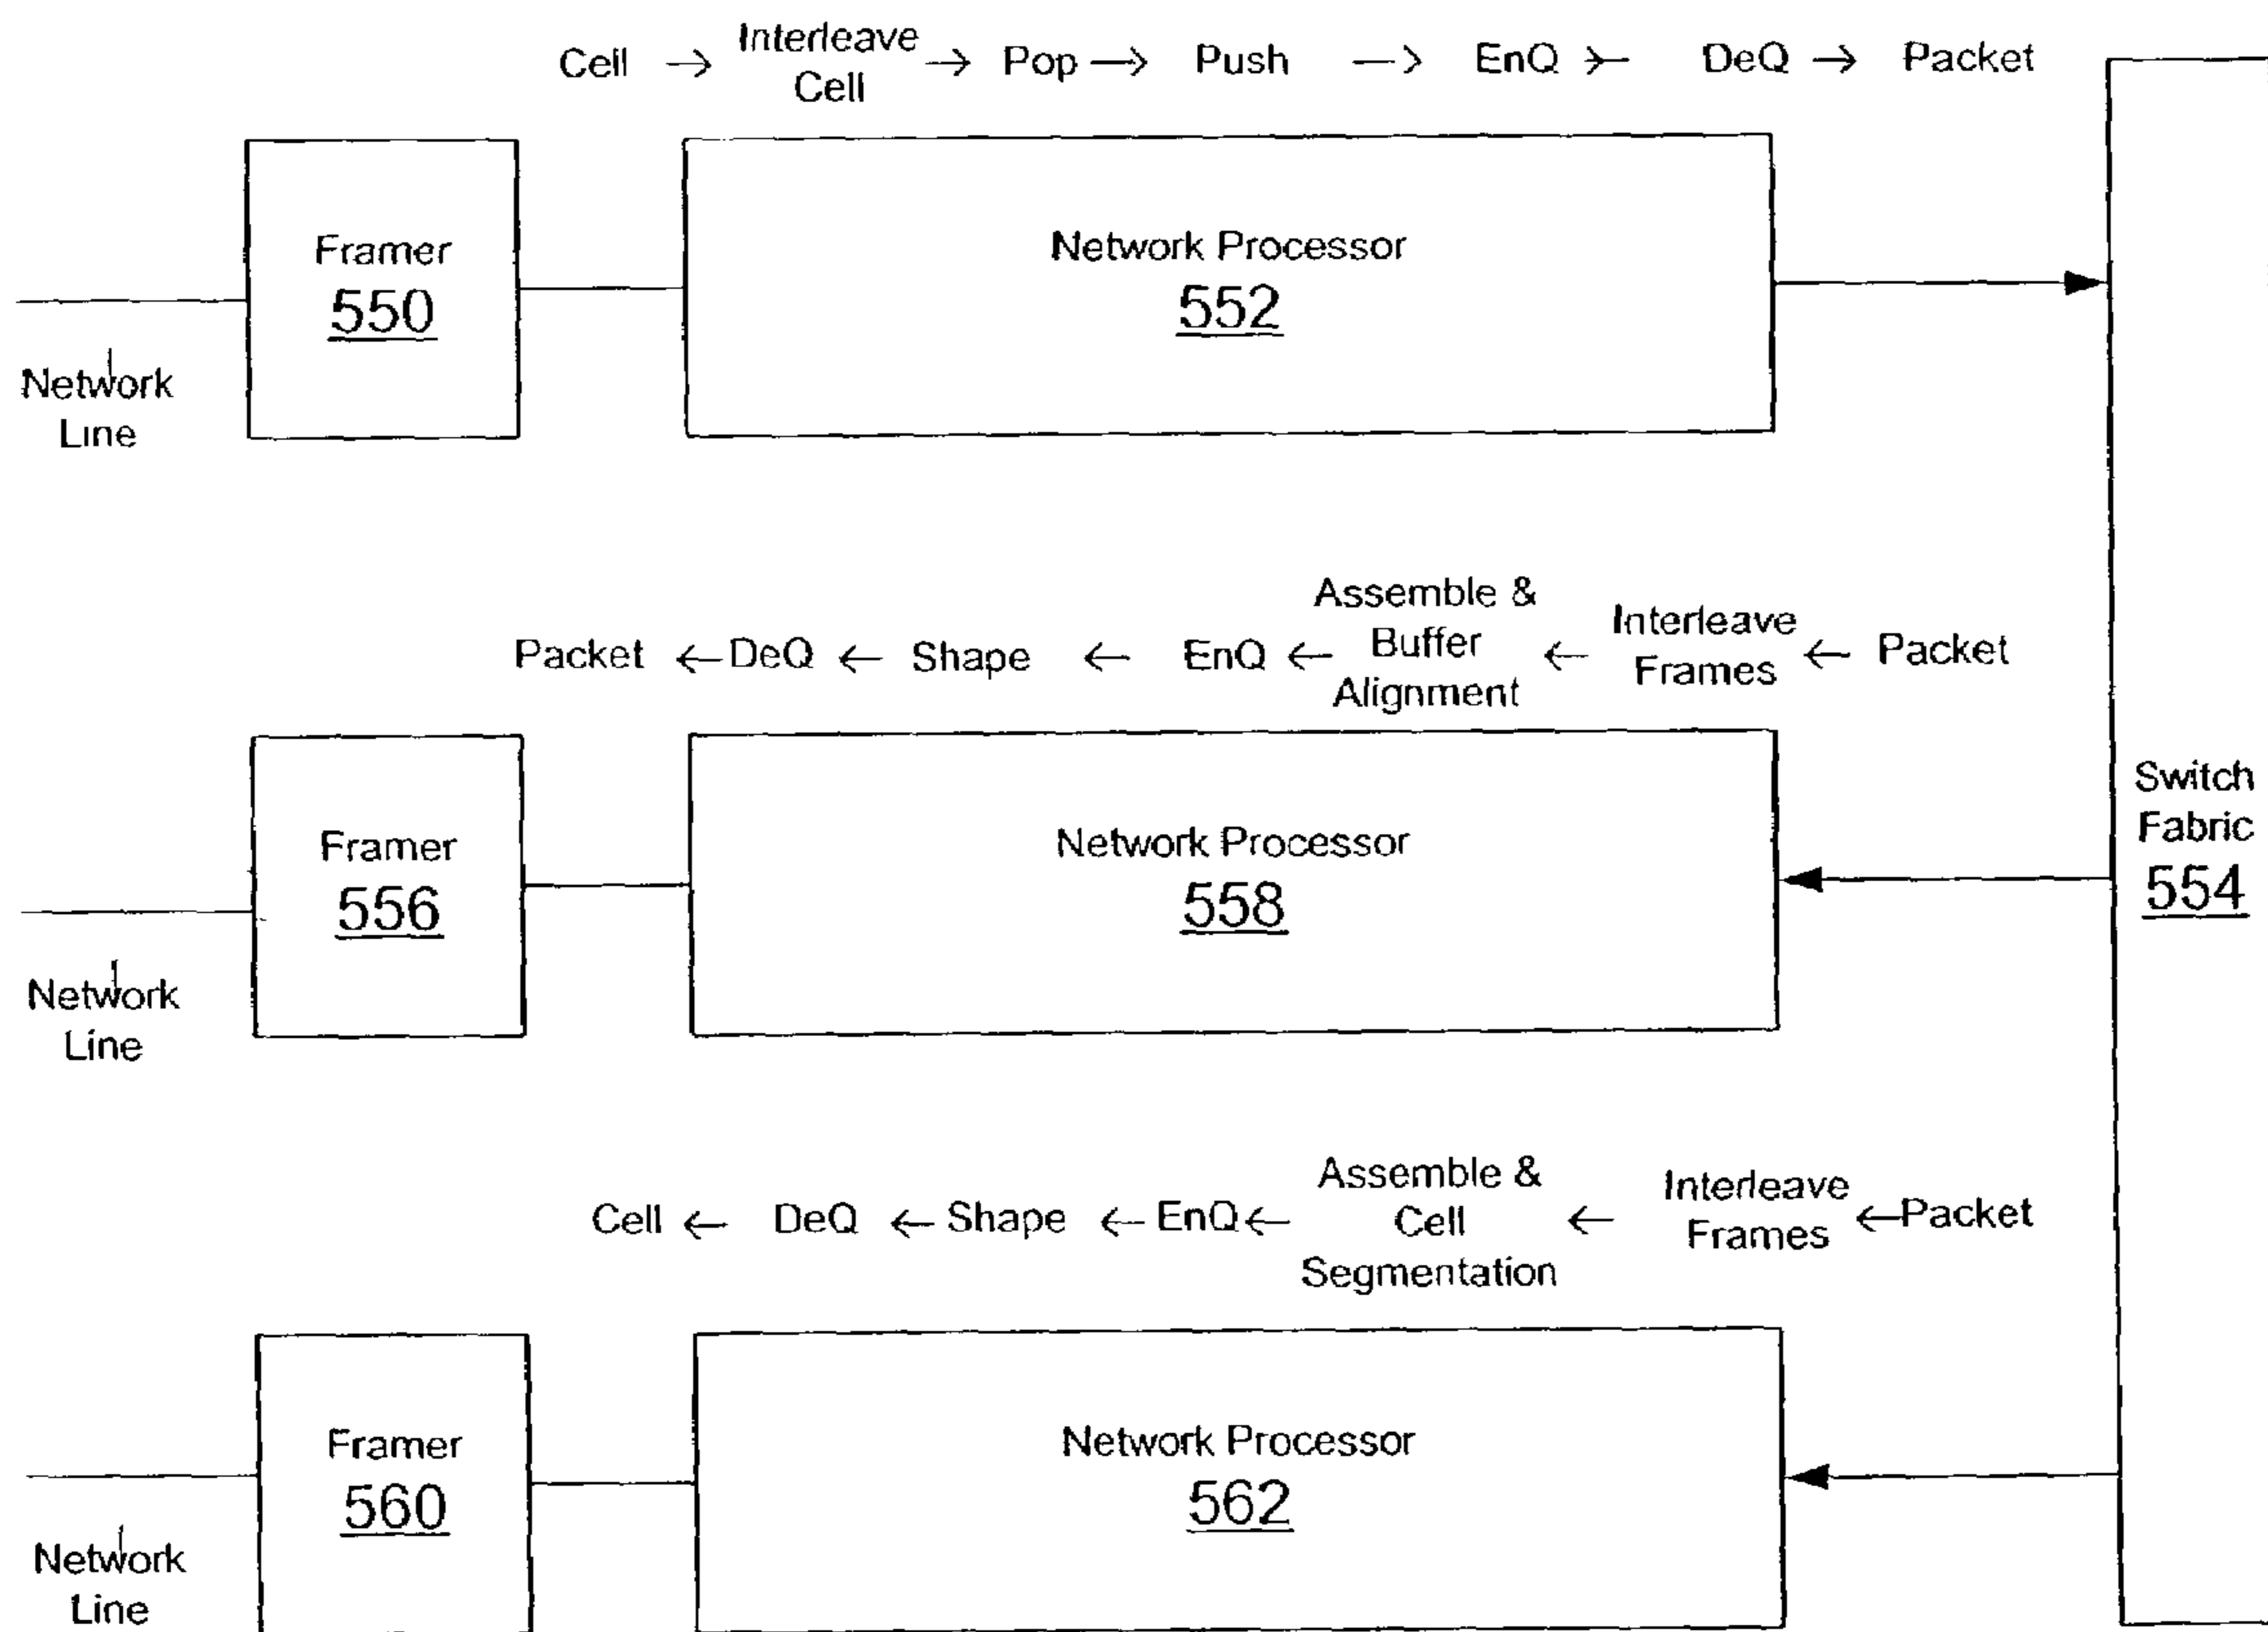 Cell → Interleave Cell → Pop → Push → EnQ ≻ DeQ → Packet
Framer
550
Network Processor
552
Network
Line
Packet ← DeQ ← Shape ← EnQ ← Assemble & Buffer Alignment ← Interleave Frames ← Packet
Framer
556
Network Processor
558
Switch
Fabric
554
Network
Line
Cell ← DeQ ← Shape ← EnQ ← Assemble & Cell Segmentation ← Interleave Frames ← Packet
Framer
560
Network Processor
562
Network
Line